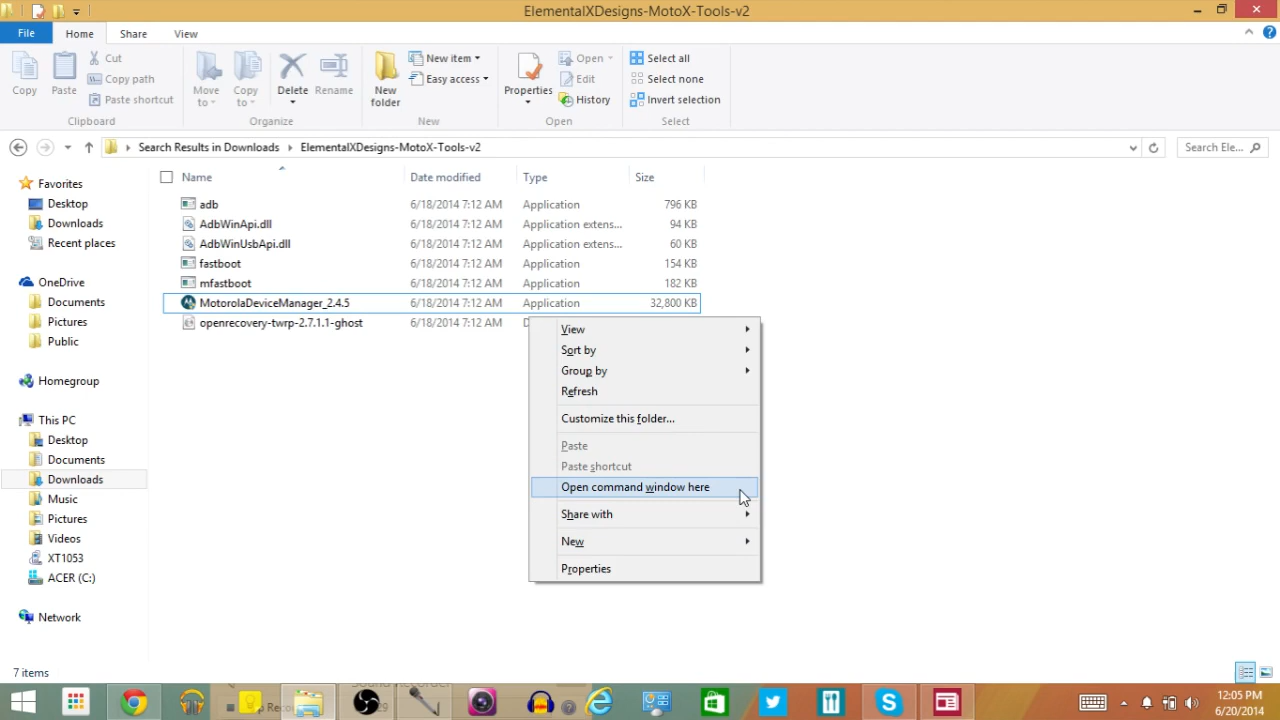 ElementalXDesigns-MotoX-Tools-v2
File Home Share View
Copy
Paste
Cut
Copy path
Paste shortcut
Clipboard
Move to
Copy to
Delete
Rename
Organize
New folder
New item
Easy access
New
Properties
Open
Edit
History
Open
Select all
Select none
Invert selection
Select
Search Results in Downloads ElementalXDesigns-MotoX-Tools-v2
Search Ele...
Name Date modified Type Size
adb 6/18/2014 7:12 AM Application 796 KB
AdbWinApi.dll 6/18/2014 7:12 AM Application extens... 94 KB
AdbWinUsbApi.dll 6/18/2014 7:12 AM Application extens... 60 KB
fastboot 6/18/2014 7:12 AM Application 154 KB
mfastboot 6/18/2014 7:12 AM Application 182 KB
MotorolaDeviceManager_2.4.5 6/18/2014 7:12 AM Application 32,800 KB
openrecovery-twrp-2.7.1.1-ghost 6/18/2014 7:12 AM
Favorites
Desktop
Downloads
Recent places
OneDrive
Documents
Pictures
Public
Homegroup
This PC
Desktop
Documents
Downloads
Music
Pictures
Videos
XT1053
ACER (C:)
Network
View
Sort by
Group by
Refresh
Customize this folder...
Paste
Paste shortcut
Open command window here
Share with
New
Properties
7 items
12:05 PM
6/20/2014